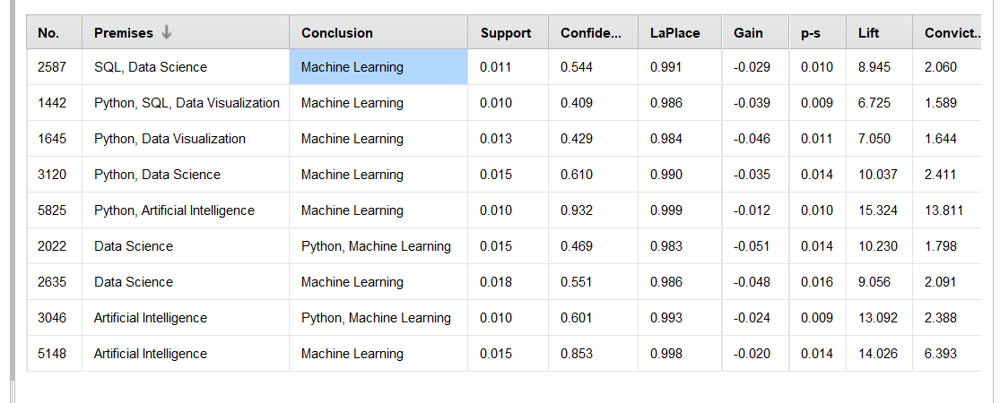 No. Premises Conclusion Support Confide... LaPlace Gain p-s Lift Convict..
2587 SQL, Data Science Machine Learning 0.011 0.544 0.991 -0.029 0.010 8.945 2.060
1442 Python, SQL, Data Visualization Machine Learning 0.010 0.409 0.986 -0.039 0.009 6.725 1.589
1645 Python, Data Visualization Machine Learning 0.013 0.429 0.984 -0.046 0.011 7.050 1.644
3120 Python, Data Science Machine Learning 0.015 0.610 0.990 -0.035 0.014 10.037 2.411
5825 Python, Artificial Intelligence Machine Learning 0.010 0.932 0.999 -0.012 0.010 15.324 13.811
2022 Data Science Python, Machine Learning 0.015 0.469 0.983 -0.051 0.014 10.230 1.798
2635 Data Science Machine Learning 0.018 0.551 0.986 -0.048 0.016 9.056 2.091
3046 Artificial Intelligence Python, Machine Learning 0.010 0.601 0.993 -0.024 0.009 13.092 2.388
5148 Artificial Intelligence Machine Learning 0.015 0.853 0.998 -0.020 0.014 14.026 6.393